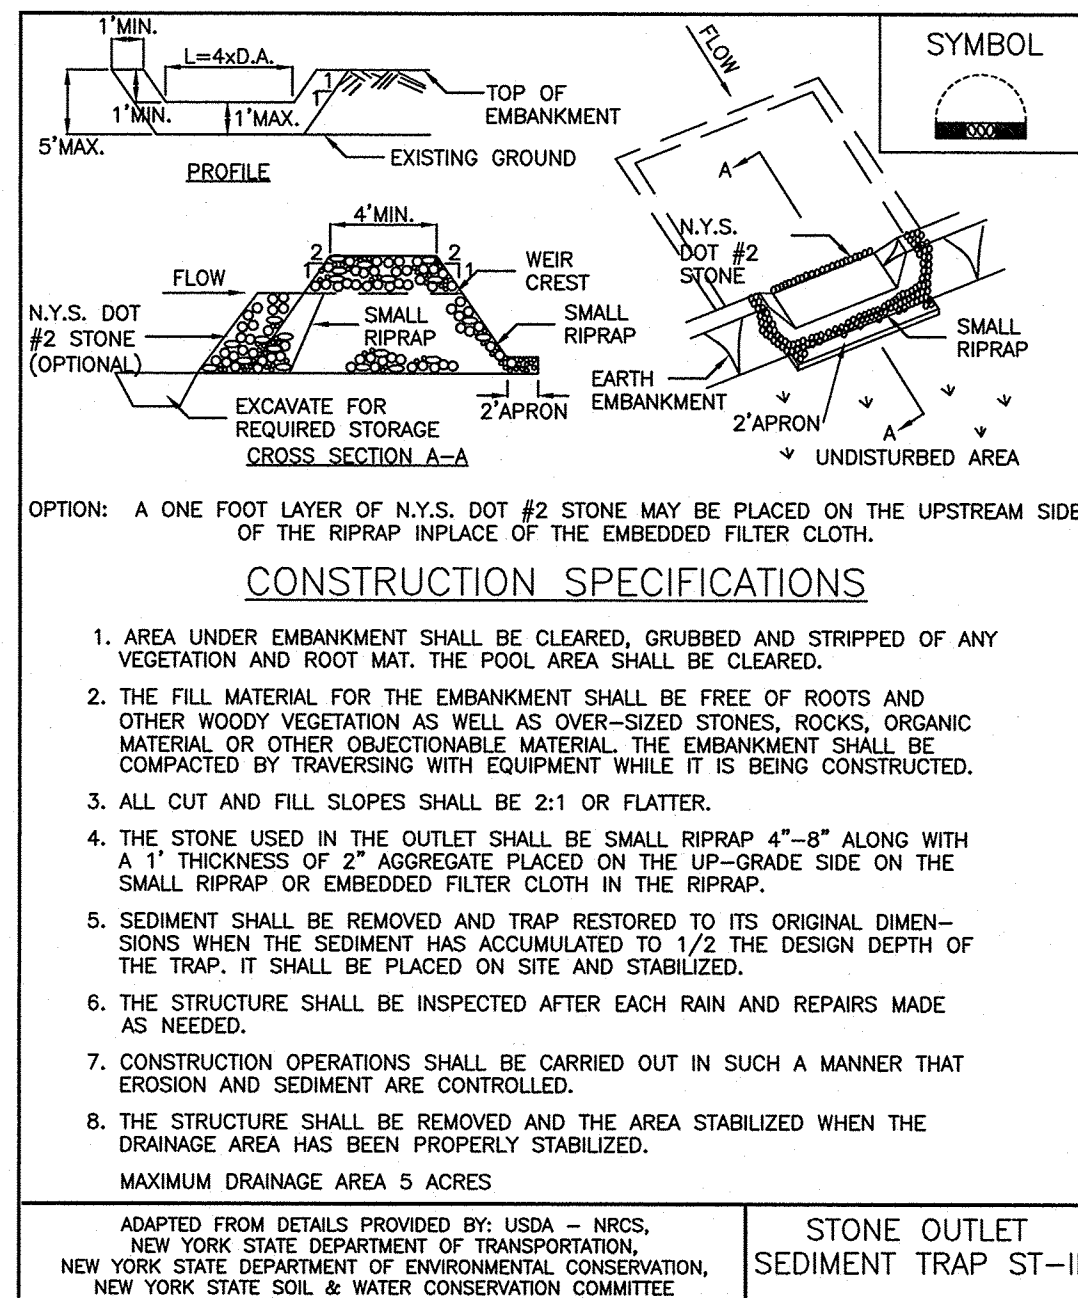 1'MIN.
L=4xD.A.
1'MIN.
1'MAX.
5'MAX.
1
1
TOP OF
EMBANKMENT
EXISTING GROUND
PROFILE
FLOW
SYMBOL
4'MIN.
2
1
2
1
FLOW
WEIR
CREST
N.Y.S. DOT
#2 STONE
(OPTIONAL)
SMALL
RIPRAP
SMALL
RIPRAP
2'APRON
EXCAVATE FOR
REQUIRED STORAGE
CROSS SECTION A-A
A
N.Y.S.
DOT #2
STONE
SMALL
RIPRAP
EARTH
EMBANKMENT
2'APRON
A
UNDISTURBED AREA
OPTION: A ONE FOOT LAYER OF N.Y.S. DOT #2 STONE MAY BE PLACED ON THE UPSTREAM SIDE
OF THE RIPRAP INPLACE OF THE EMBEDDED FILTER CLOTH.
CONSTRUCTION SPECIFICATIONS
1. AREA UNDER EMBANKMENT SHALL BE CLEARED, GRUBBED AND STRIPPED OF ANY
VEGETATION AND ROOT MAT. THE POOL AREA SHALL BE CLEARED.
2. THE FILL MATERIAL FOR THE EMBANKMENT SHALL BE FREE OF ROOTS AND
OTHER WOODY VEGETATION AS WELL AS OVER-SIZED STONES, ROCKS, ORGANIC
MATERIAL OR OTHER OBJECTIONABLE MATERIAL. THE EMBANKMENT SHALL BE
COMPACTED BY TRAVERSING WITH EQUIPMENT WHILE IT IS BEING CONSTRUCTED.
3. ALL CUT AND FILL SLOPES SHALL BE 2:1 OR FLATTER.
4. THE STONE USED IN THE OUTLET SHALL BE SMALL RIPRAP 4"-8" ALONG WITH
A 1' THICKNESS OF 2" AGGREGATE PLACED ON THE UP-GRADE SIDE ON THE
SMALL RIPRAP OR EMBEDDED FILTER CLOTH IN THE RIPRAP.
5. SEDIMENT SHALL BE REMOVED AND TRAP RESTORED TO ITS ORIGINAL DIMEN-
SIONS WHEN THE SEDIMENT HAS ACCUMULATED TO 1/2 THE DESIGN DEPTH OF
THE TRAP. IT SHALL BE PLACED ON SITE AND STABILIZED.
6. THE STRUCTURE SHALL BE INSPECTED AFTER EACH RAIN AND REPAIRS MADE
AS NEEDED.
7. CONSTRUCTION OPERATIONS SHALL BE CARRIED OUT IN SUCH A MANNER THAT
EROSION AND SEDIMENT ARE CONTROLLED.
8. THE STRUCTURE SHALL BE REMOVED AND THE AREA STABILIZED WHEN THE
DRAINAGE AREA HAS BEEN PROPERLY STABILIZED.
MAXIMUM DRAINAGE AREA 5 ACRES
ADAPTED FROM DETAILS PROVIDED BY: USDA - NRCS,
NEW YORK STATE DEPARTMENT OF TRANSPORTATION,
NEW YORK STATE DEPARTMENT OF ENVIRONMENTAL CONSERVATION,
NEW YORK STATE SOIL & WATER CONSERVATION COMMITTEE
STONE OUTLET
SEDIMENT TRAP ST-II